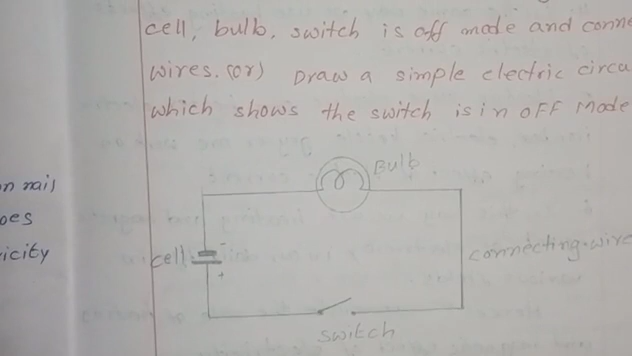 cell, bulb, switch is off mode and conne
wires. (or) Draw a simple electric circu
which shows the switch is in OFF Mode
Bulb
n nail
oes
icity
-
cell
+
connecting wire
switch